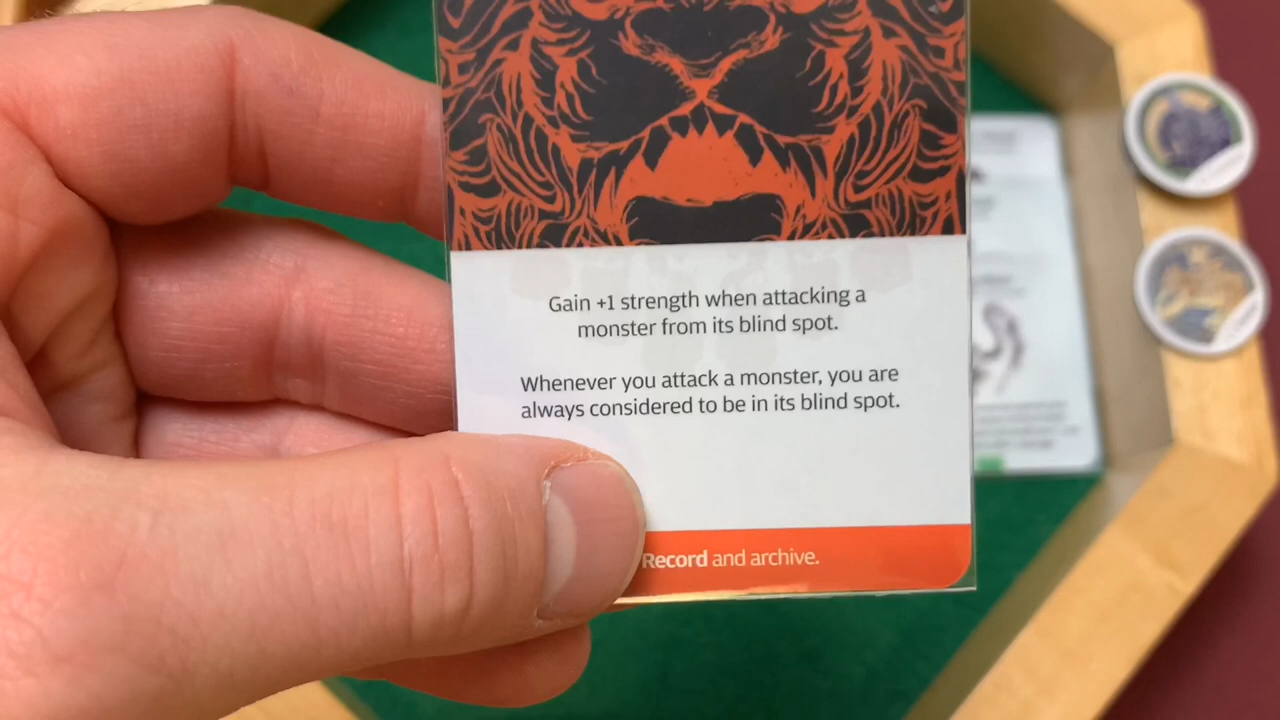 Gain +1 strength when attacking a
monster from its blind spot.
Whenever you attack a monster, you are
always considered to be in its blind spot.
Record and archive.